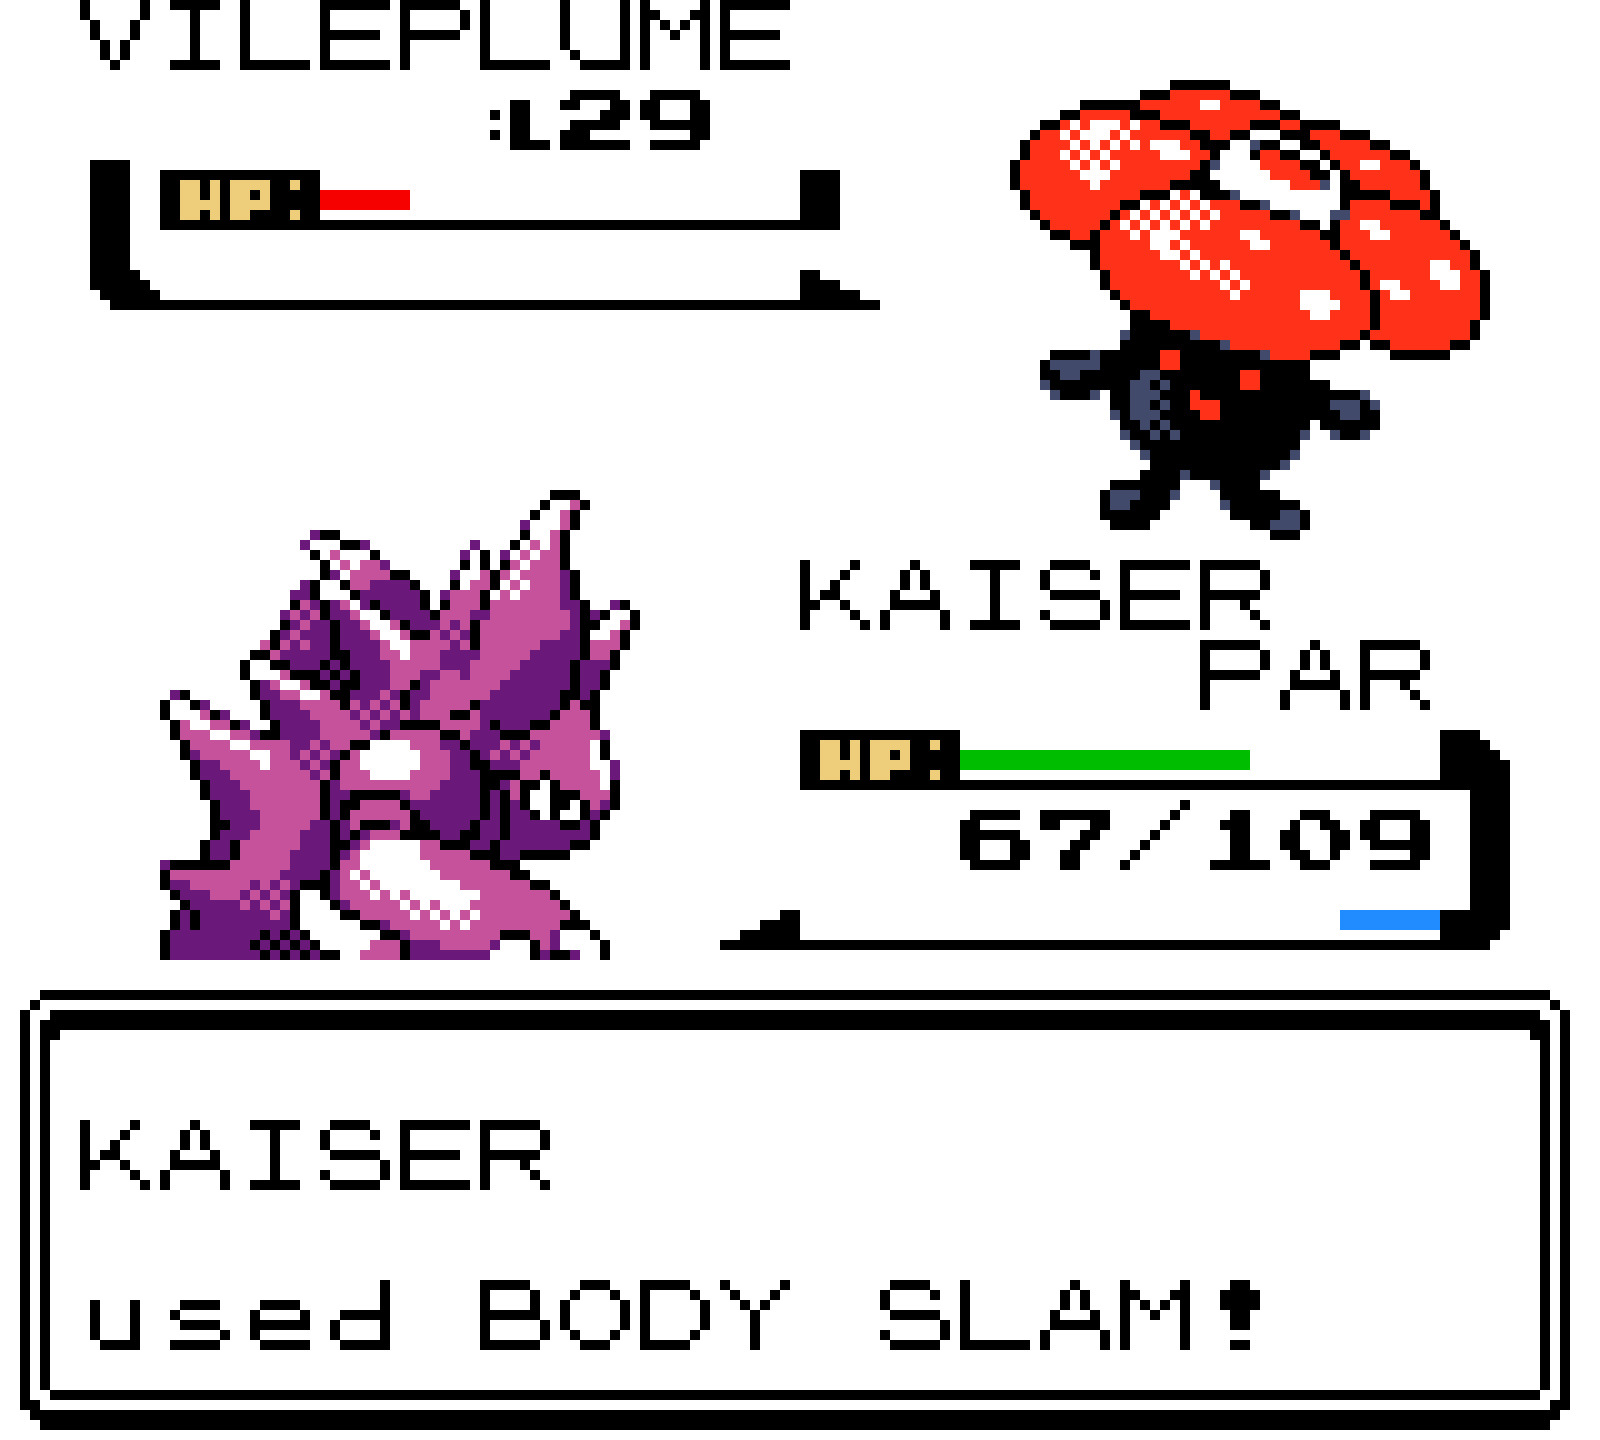 VILEPLUME
:L29
HP:
KAISER
PAR
HP:
67/109
KAISER
used BODY SLAM!